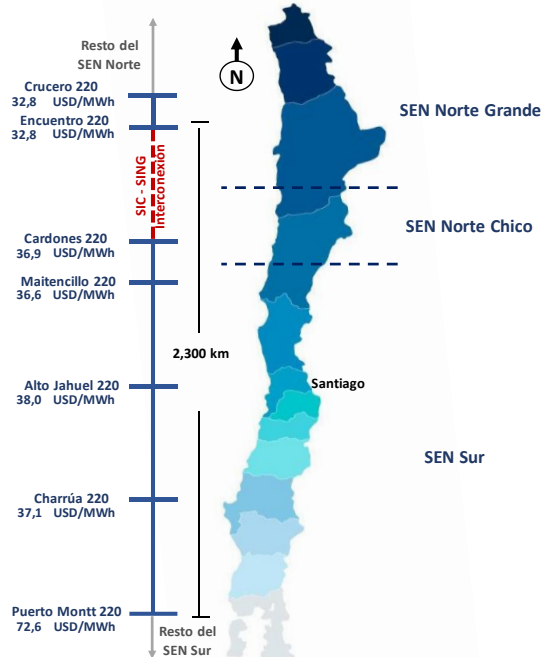 Resto del
SEN Norte
Crucero 220
32,8 USD/MWh
Encuentro 220
32,8 USD/MWh
SIC - SING
Interconexión
Cardones 220
36,9 USD/MWh
Maitencillo 220
36,6 USD/MWh
Alto Jahuel 220
38,0 USD/MWh
Charrúa 220
37,1 USD/MWh
Puerto Montt 220
72,6 USD/MWh
Resto del
SEN Sur
2,300 km
N
Santiago
SEN Norte Grande
SEN Norte Chico
SEN Sur